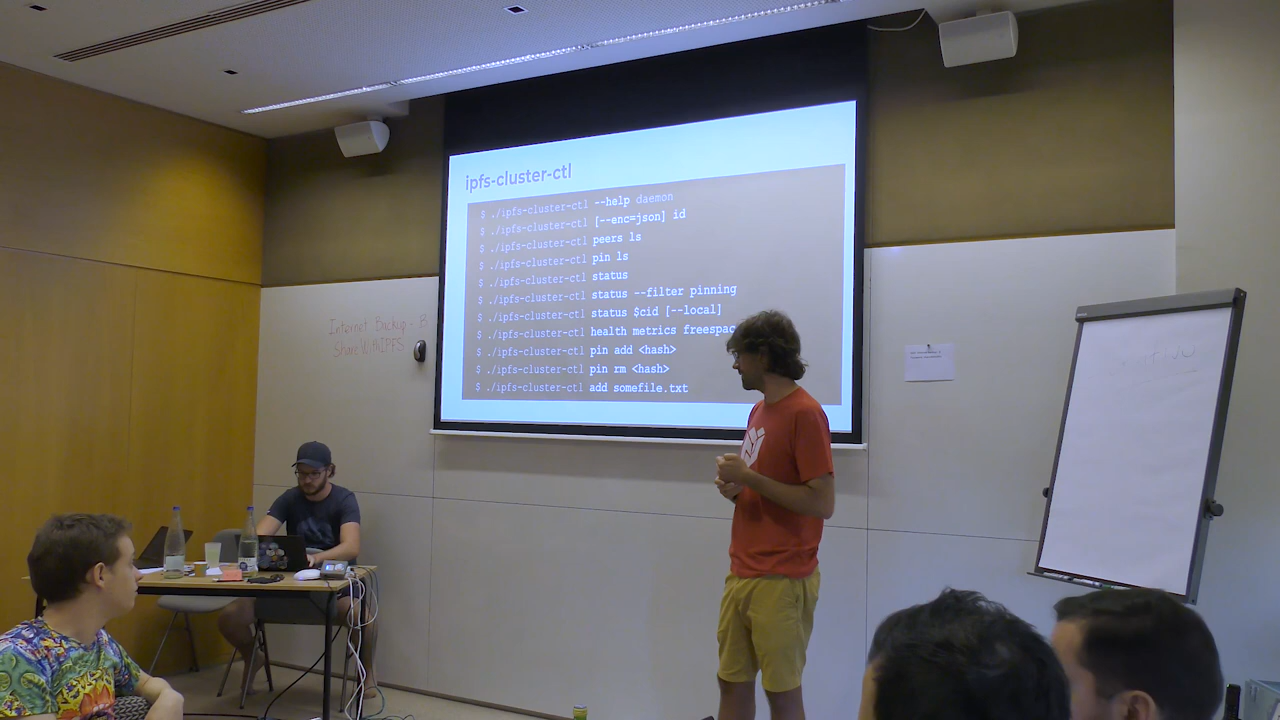 ipfs-cluster-ctl
$ ./ipfs-cluster-ctl --help daemon
$ ./ipfs-cluster-ctl [--enc=json] id
$ ./ipfs-cluster-ctl peers ls
$ ./ipfs-cluster-ctl pin ls
$ ./ipfs-cluster-ctl status
$ ./ipfs-cluster-ctl status --filter pinning
$ ./ipfs-cluster-ctl status $cid [--local]
$ ./ipfs-cluster-ctl health metrics freespac
$ ./ipfs-cluster-ctl pin add <hash>
$ ./ipfs-cluster-ctl pin rm <hash>
$ ./ipfs-cluster-ctl add somefile.txt
Internet Backup - B
ShareWithIPFS